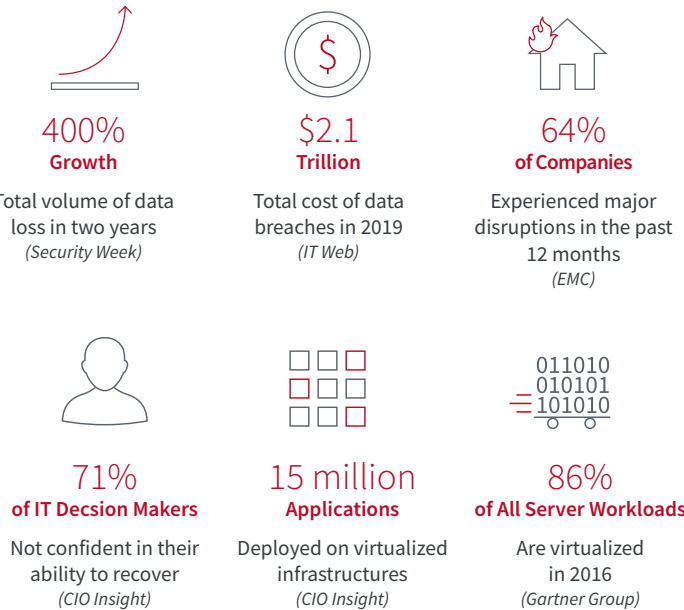 $
400%
Growth
Total volume of data
loss in two years
(Security Week)
$2.1
Trillion
Total cost of data
breaches in 2019
(IT Web)
64%
of Companies
Experienced major
disruptions in the past
12 months
(EMC)
71%
of IT Decsion Makers
Not confident in their
ability to recover
(CIO Insight)
15 million
Applications
Deployed on virtualized
infrastructures
(CIO Insight)
011010
010101
101010
86%
of All Server Workloads
Are virtualized
in 2016
(Gartner Group)